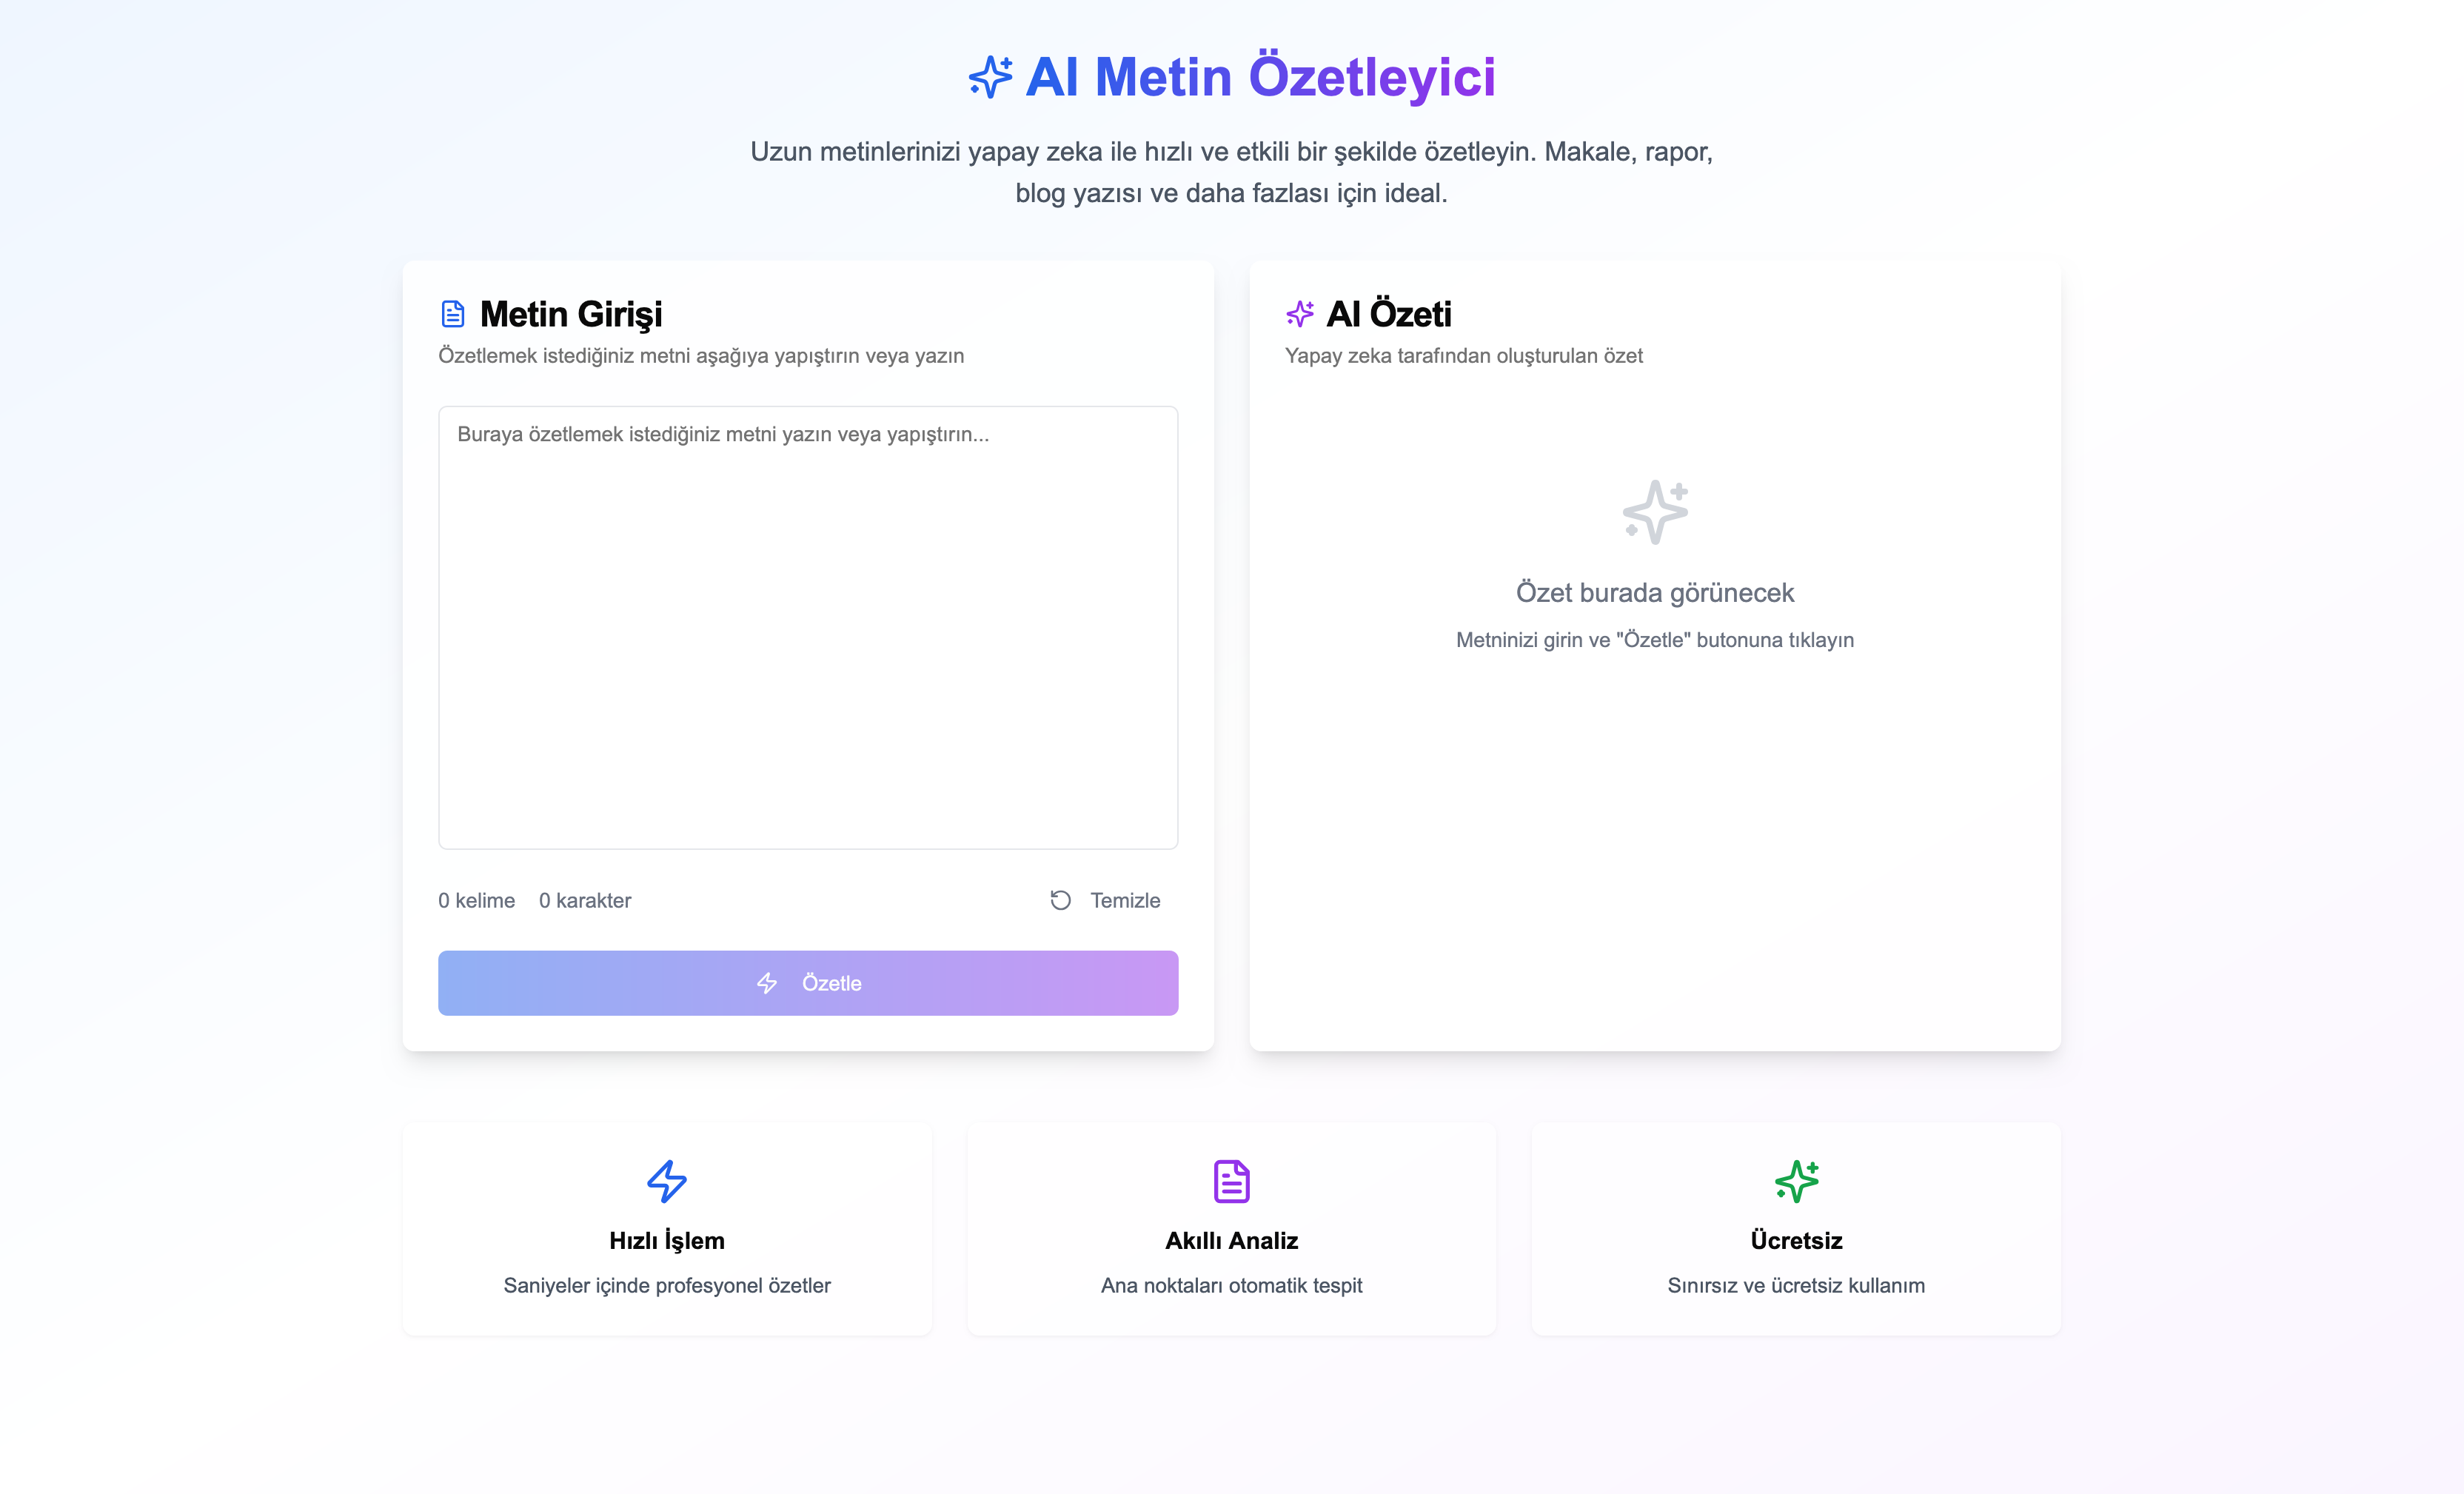 AI Metin Özetleyici
Uzun metinlerinizi yapay zeka ile hızlı ve etkili bir şekilde özetleyin. Makale, rapor,
blog yazısı ve daha fazlası için ideal.
Metin Girişi
Özetlemek istediğiniz metni aşağıya yapıştırın veya yazın
Buraya özetlemek istediğiniz metni yazın veya yapıştırın...
0 kelime 0 karakter
Temizle
Özetle
AI Özeti
Yapay zeka tarafından oluşturulan özet
Özet burada görünecek
Metninizi girin ve "Özetle" butonuna tıklayın
Hızlı İşlem
Saniyeler içinde profesyonel özetler
Akıllı Analiz
Ana noktaları otomatik tespit
Ücretsiz
Sınırsız ve ücretsiz kullanım